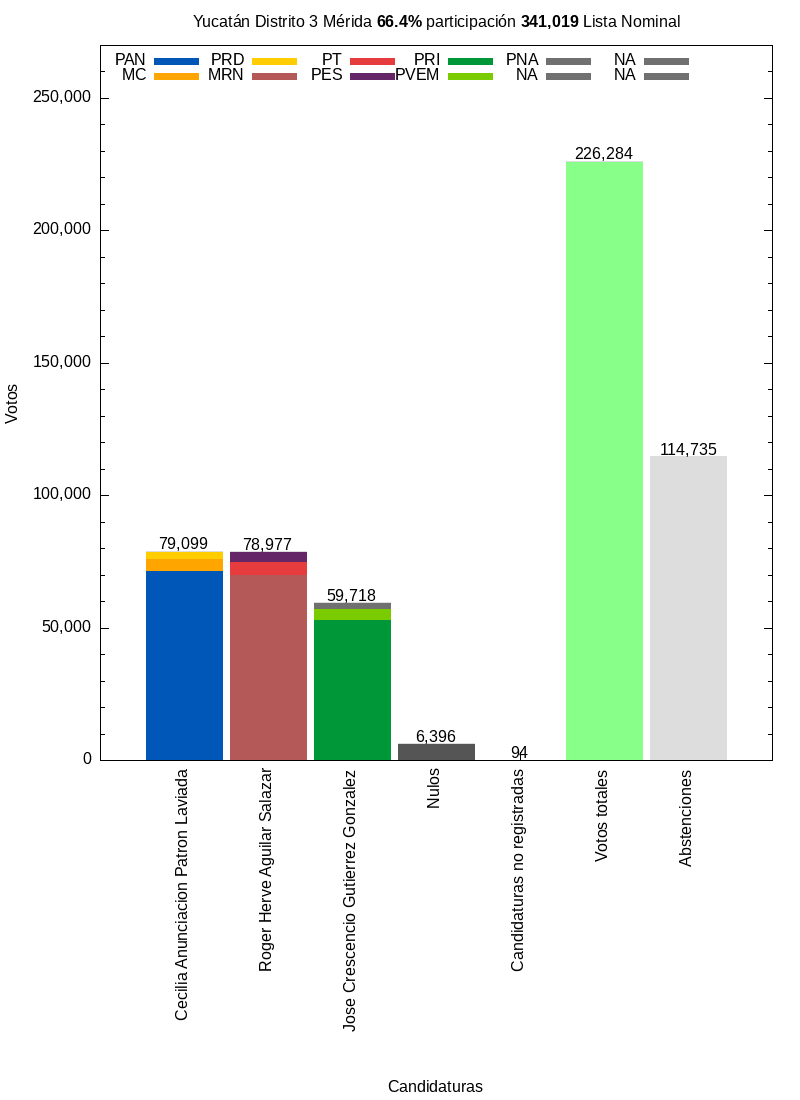 Yucatán Distrito 3 Mérida 66.4% participación 341,019 Lista Nominal
PAN PRD PT PRI PNA NA
MC MRN PES PVEM NA NA
250,000
200,000
150,000
100,000
50,000
0
Votos
79,099
78,977
59,718
6,396
94
226,284
114,735
Cecilia Anunciacion Patron Laviada
Roger Herve Aguilar Salazar
Jose Crescencio Gutierrez Gonzalez
Nulos
Candidaturas no registradas
Votos totales
Abstenciones
Candidaturas